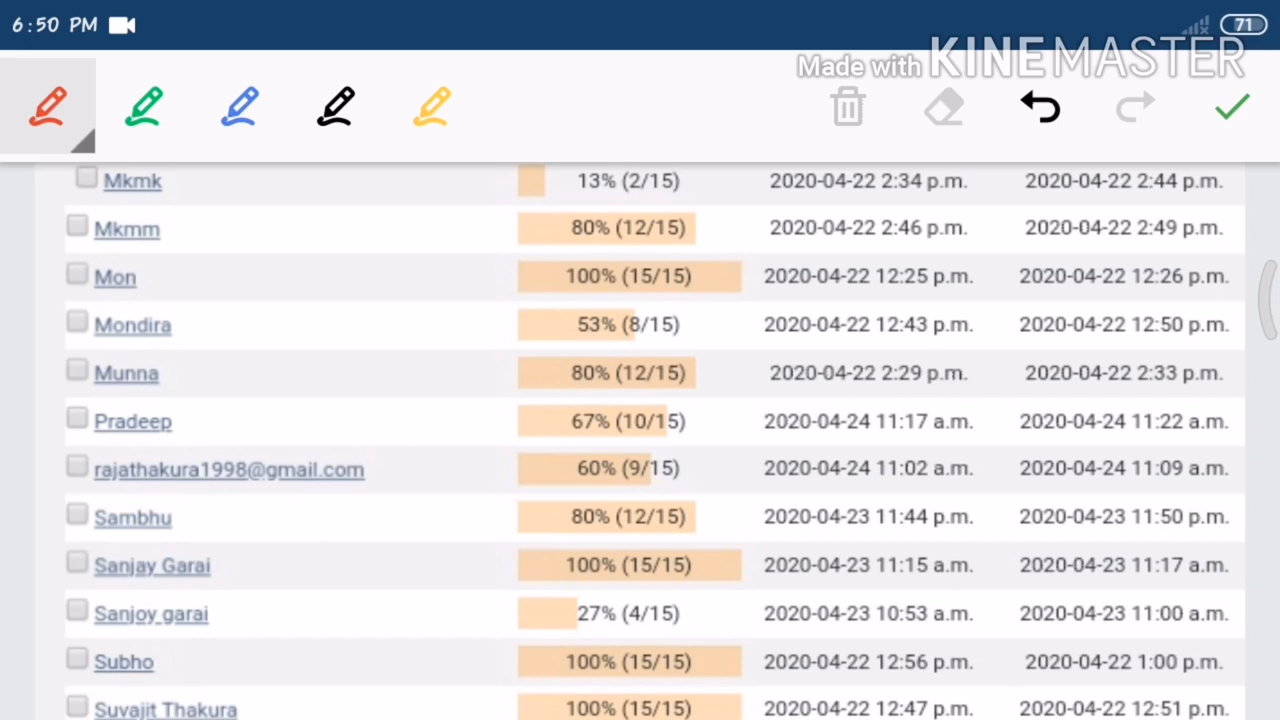 6:50 PM 71
Made with KINEMASTER
Mkmk 13% (2/15) 2020-04-22 2:34 p.m. 2020-04-22 2:44 p.m.
Mkmm 80% (12/15) 2020-04-22 2:46 p.m. 2020-04-22 2:49 p.m.
Mon 100% (15/15) 2020-04-22 12:25 p.m. 2020-04-22 12:26 p.m.
Mondira 53% (8/15) 2020-04-22 12:43 p.m. 2020-04-22 12:50 p.m.
Munna 80% (12/15) 2020-04-22 2:29 p.m. 2020-04-22 2:33 p.m.
Pradeep 67% (10/15) 2020-04-24 11:17 a.m. 2020-04-24 11:22 a.m.
rajathakura1998@gmail.com 60% (9/15) 2020-04-24 11:02 a.m. 2020-04-24 11:09 a.m.
Sambhu 80% (12/15) 2020-04-23 11:44 p.m. 2020-04-23 11:50 p.m.
Sanjay Garai 100% (15/15) 2020-04-23 11:15 a.m. 2020-04-23 11:17 a.m.
Sanjoy garai 27% (4/15) 2020-04-23 10:53 a.m. 2020-04-23 11:00 a.m.
Subho 100% (15/15) 2020-04-22 12:56 p.m. 2020-04-22 1:00 p.m.
Suvajit Thakura 100% (15/15) 2020-04-22 12:47 p.m. 2020-04-22 12:51 p.m.